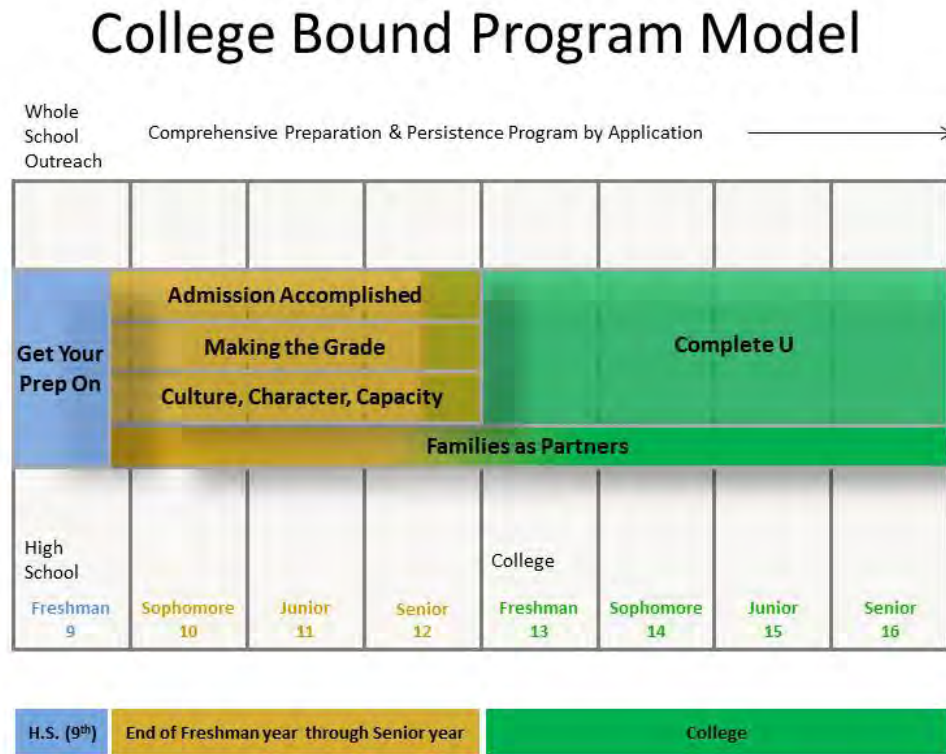 College Bound Program Model
Whole
School
Outreach
Comprehensive Preparation & Persistence Program by Application
Get Your
Prep On
Admission Accomplished
Making the Grade
Culture, Character, Capacity
Complete U
Families as Partners
High
School
College
Freshman
9
Sophomore
10
Junior
11
Senior
12
Freshman
13
Sophomore
14
Junior
15
Senior
16
H.S. (9th)
End of Freshman year through Senior year
College